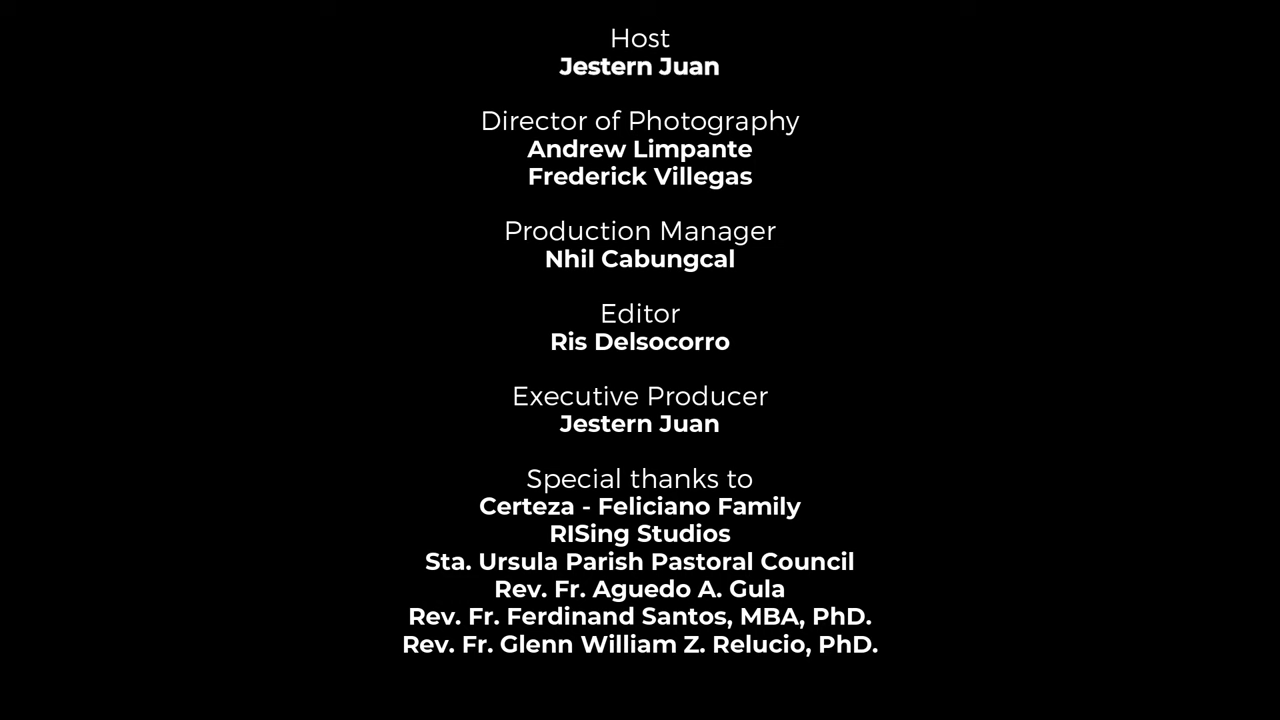 Host
Jestern Juan
Director of Photography
Andrew Limpante
Frederick Villegas
Production Manager
Nhil Cabungcal
Editor
Ris Delsocorro
Executive Producer
Jestern Juan
Special thanks to
Certeza - Feliciano Family
RISing Studios
Sta. Ursula Parish Pastoral Council
Rev. Fr. Aguedo A. Gula
Rev. Fr. Ferdinand Santos, MBA, PhD.
Rev. Fr. Glenn William Z. Relucio, PhD.